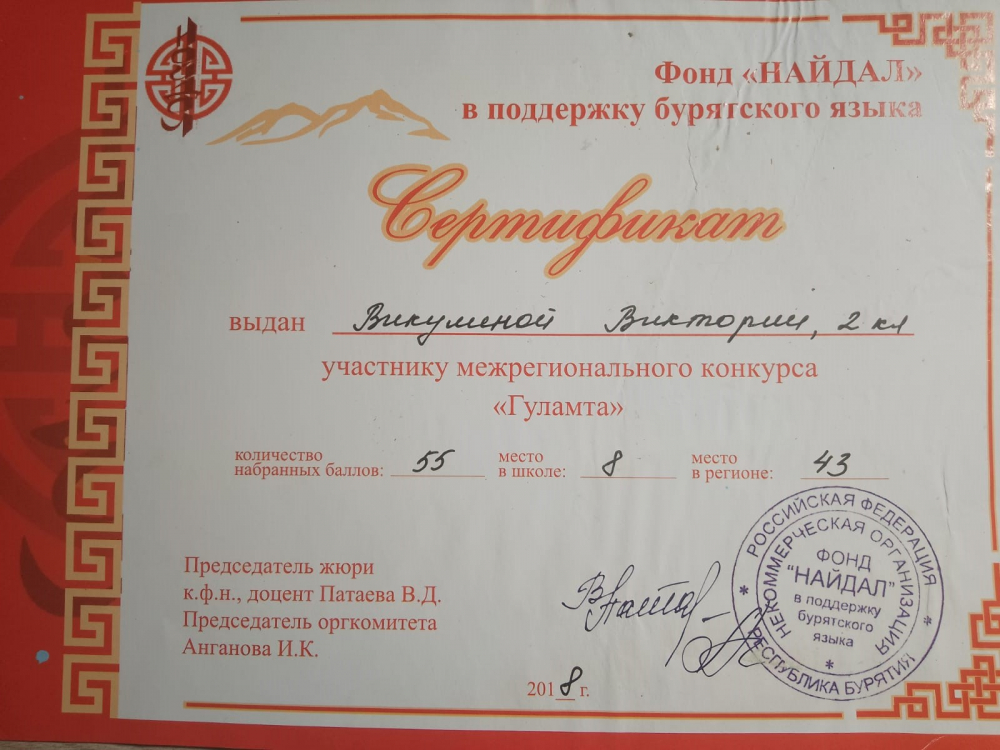 Фонд «НАЙДАЛ»
в поддержку бурятского языка
Сертификат
выдан Викулиной Виктории, 2 кл
участнику межрегионального конкурса
«Гуламта»
количество набранных баллов: 55 место в школе: 8 место в регионе: 43
Председатель жюри
к.ф.н., доцент Патаева В.Д.
Председатель оргкомитета
Анганова И.К.
2018 г.
РОССИЙСКАЯ ФЕДЕРАЦИЯ
НЕКОММЕРЧЕСКАЯ ОРГАНИЗАЦИЯ
ФОНД
"НАЙДАЛ"
в поддержку
бурятского
языка
РЕСПУБЛИКА БУРЯТИЯ